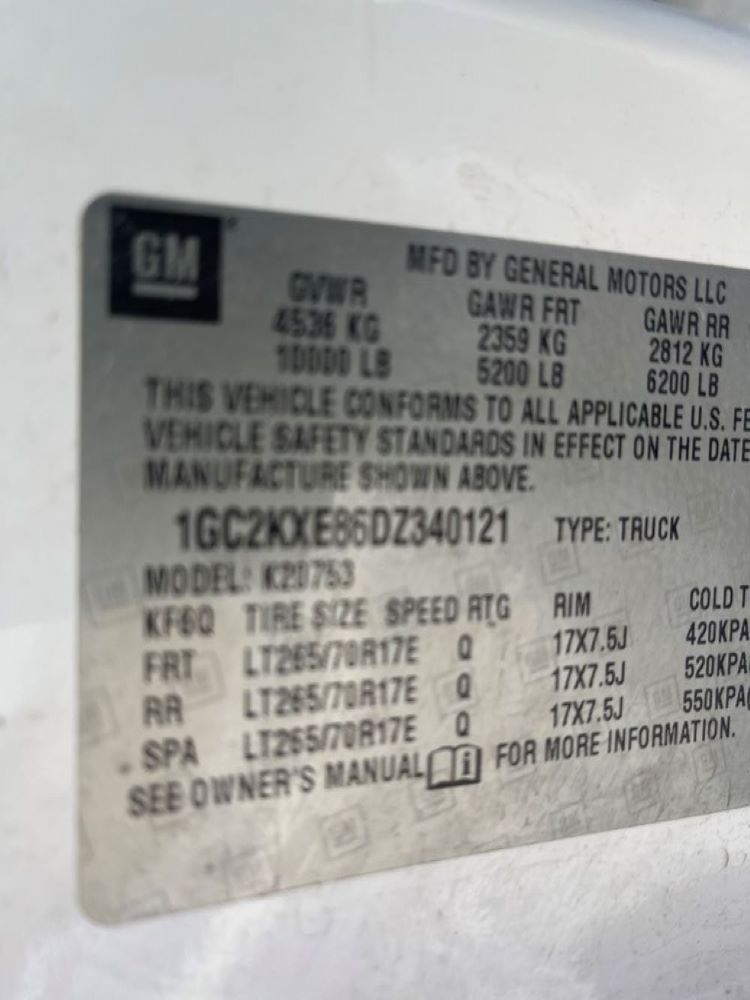 GM
MFD BY GENERAL MOTORS LLC
GVWR GAWR FRT GAWR RR
4536 KG 2359 KG 2812 KG
10000 LB 5200 LB 6200 LB
THIS VEHICLE CONFORMS TO ALL APPLICABLE U.S. FE
VEHICLE SAFETY STANDARDS IN EFFECT ON THE DATE
MANUFACTURE SHOWN ABOVE.
1GC2KXE86DZ340121 TYPE: TRUCK
MODEL: K20753
KF6Q TIRE SIZE SPEED RTG RIM COLD T
FRT LT265/70R17E Q 17X7.5J 420KPA
RR LT265/70R17E Q 17X7.5J 520KPA
SPA LT265/70R17E Q 17X7.5J 550KPA(
SEE OWNER'S MANUAL FOR MORE INFORMATION.